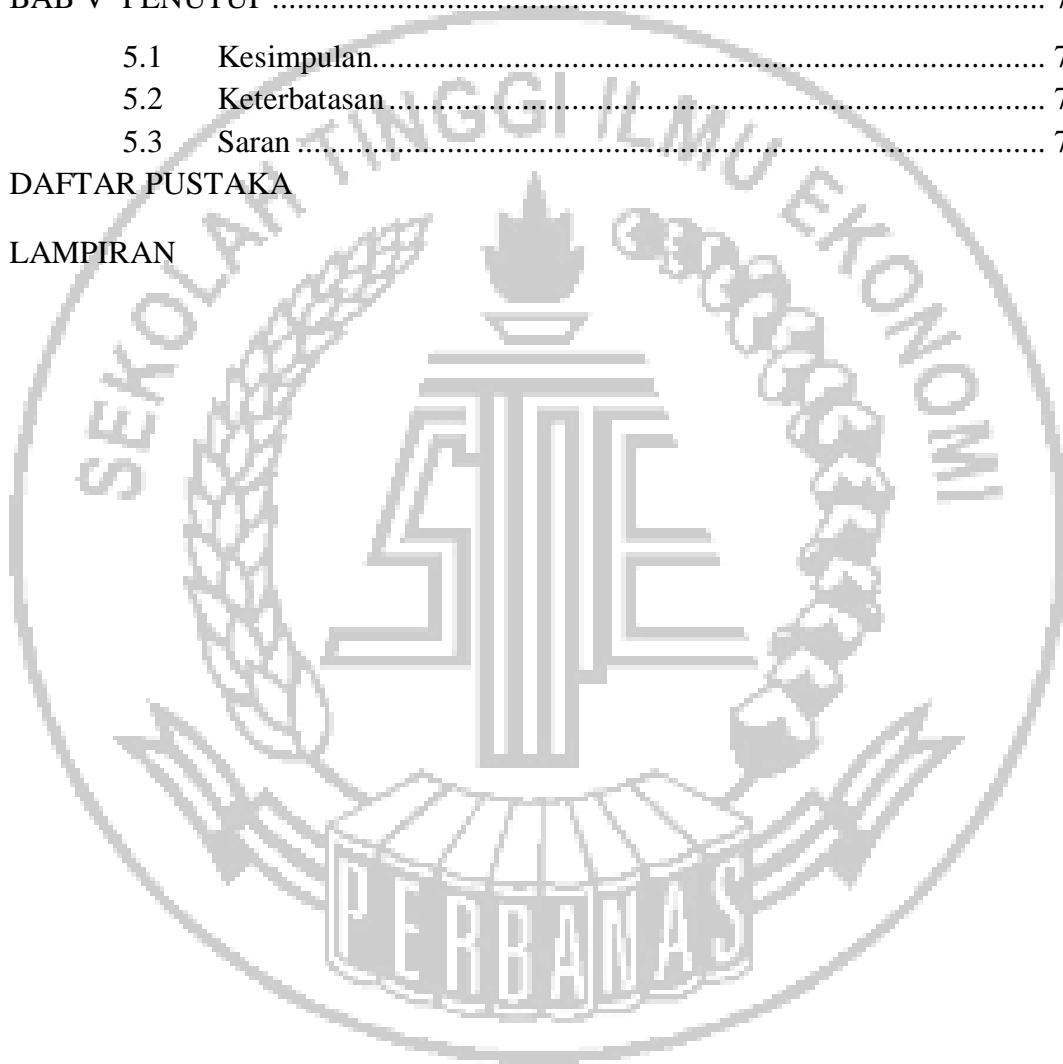 BAB V PENUTUP ........................................................................................ 7
5.1 Kesimpulan............................................................................ 7
5.2 Keterbatasan.......................................................................... 7
5.3 Saran ..................................................................................... 7
DAFTAR PUSTAKA
LAMPIRAN
SEKOLAH TINGGI ILMU EKONOMI
STIE
PERBANAS